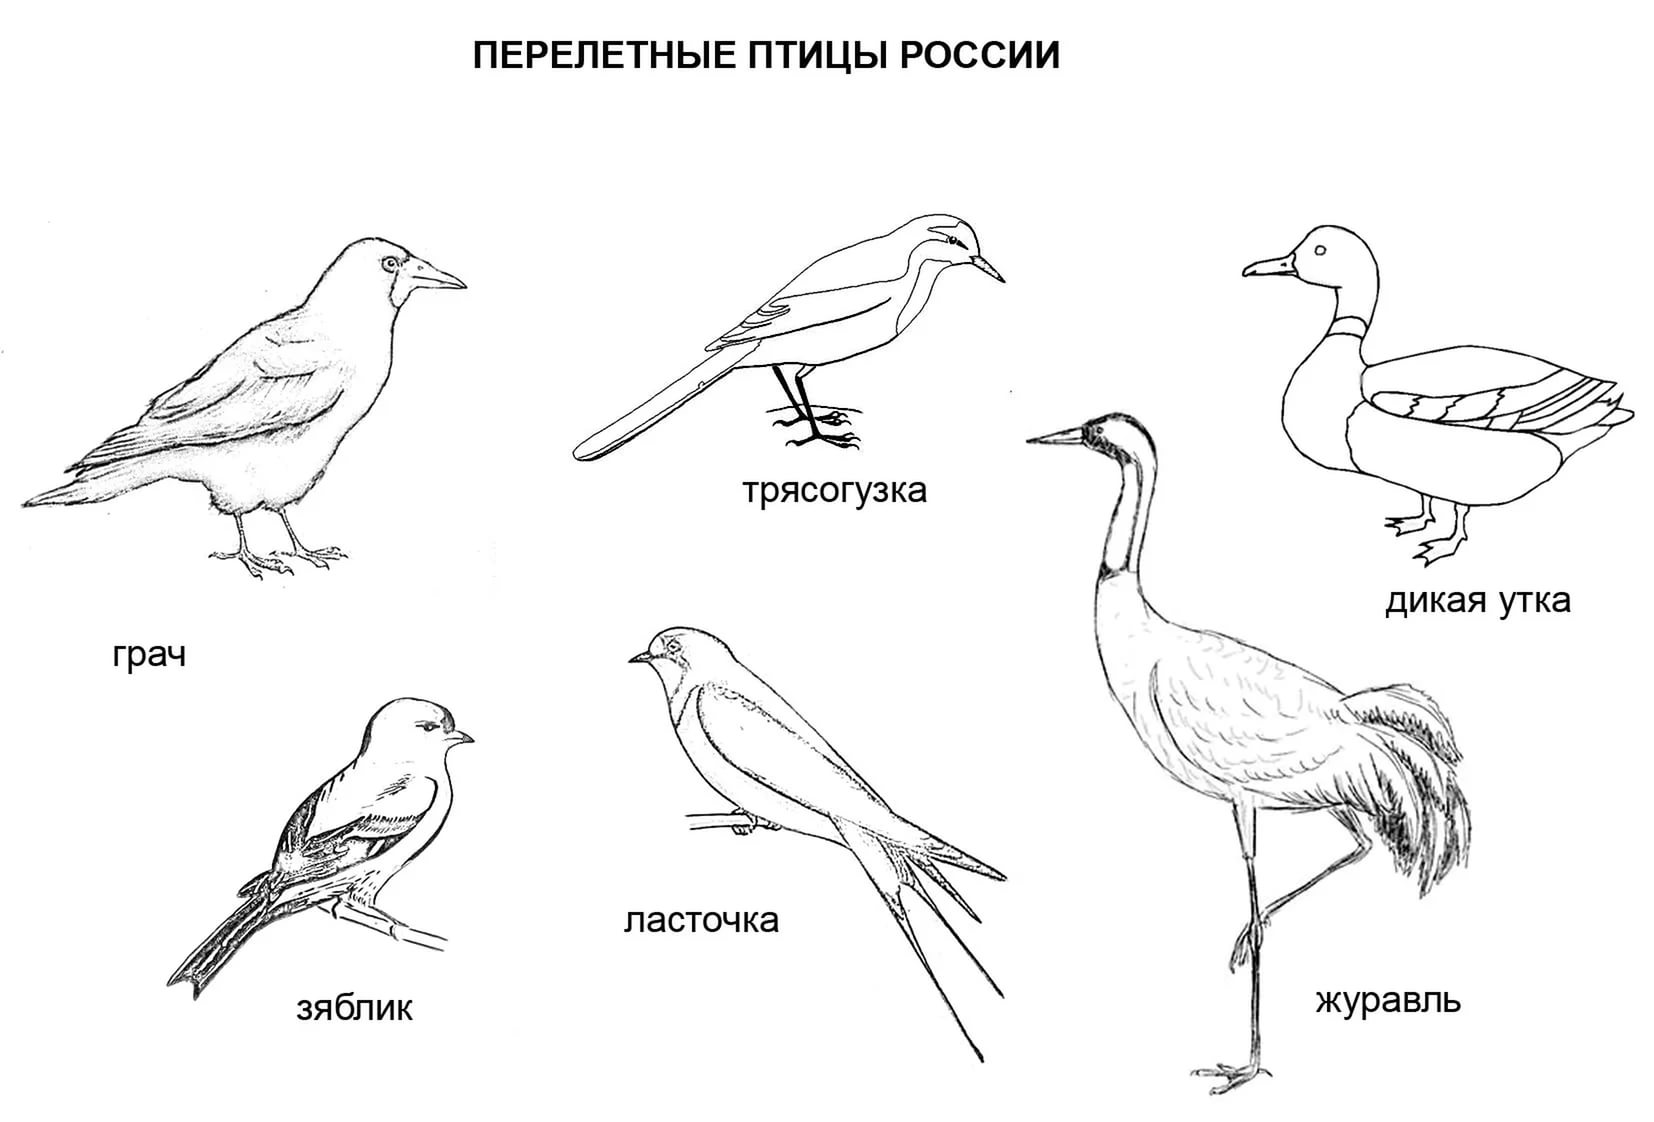 ПЕРЕЛЕТНЫЕ ПТИЦЫ РОССИИ
трясогузка
дикая утка
грач
ласточка
зяблик
журавль